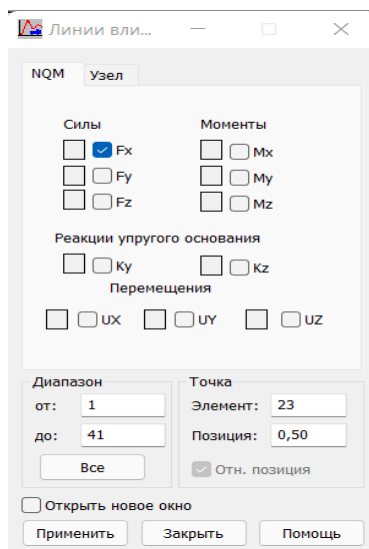 Линии вли...
NQM Узел
Силы Моменты
Fx Mx
Fy My
Fz Mz
Реакции упругого основания
Ky Kz
Перемещения
UX UY UZ
Диапазон Точка
от: 1 Элемент: 23
до: 41 Позиция: 0,50
Все Отн. позиция
Открыть новое окно
Применить Закрыть Помощь